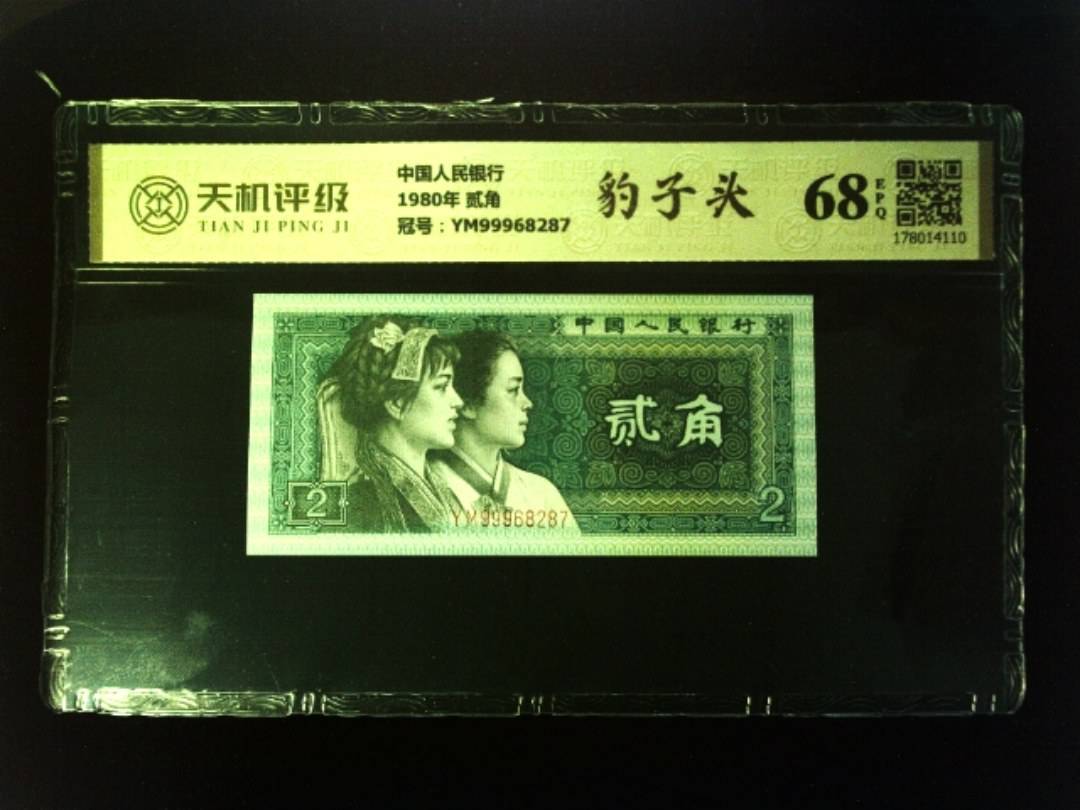 天机评级
TIAN JI PING JI
中国人民银行
1980年 贰角
冠号：YM99968287
豹子头
68
EPQ
178014110
中国人民银行
贰角
2
YM99968287
2